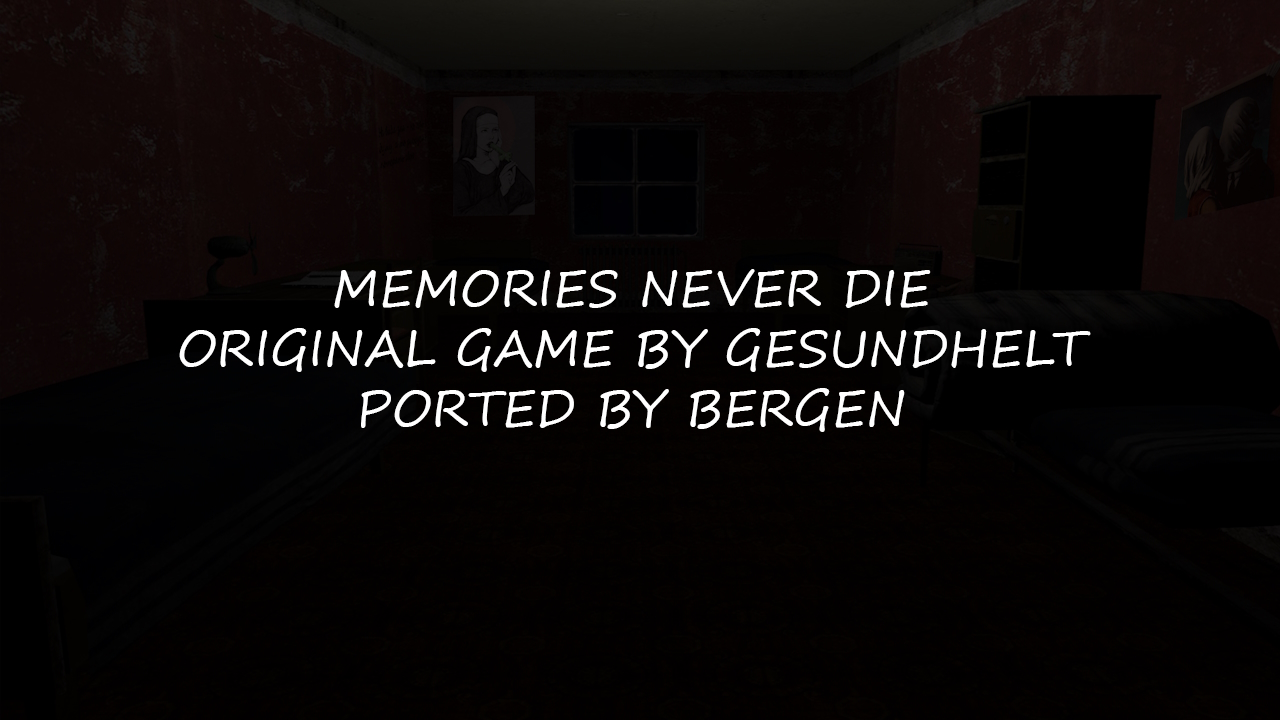 MEMORIES NEVER DIE
ORIGINAL GAME BY GESUNDHELT
PORTED BY BERGEN